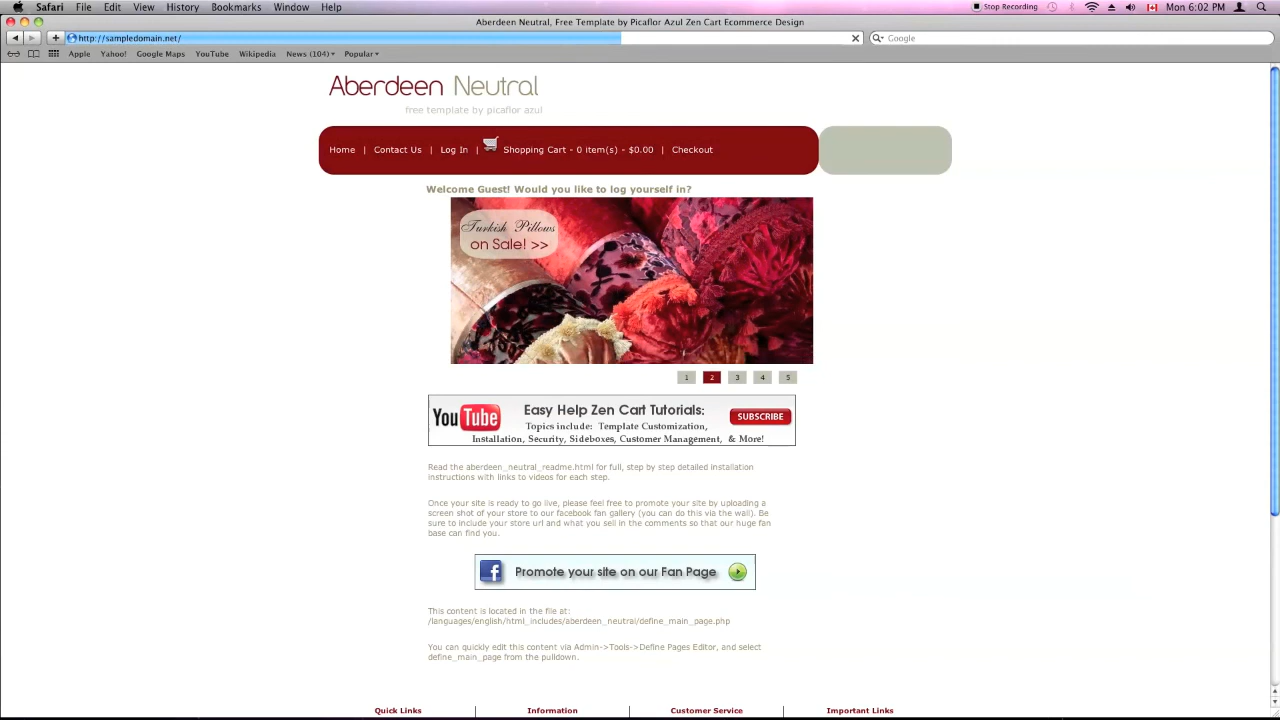 Safari File Edit View History Bookmarks Window Help Stop Recording Mon 6:02 PM
Aberdeen Neutral, Free Template by Picaflor Azul Zen Cart Ecommerce Design
http://sampledomain.net/ Google
Apple Yahoo! Google Maps YouTube Wikipedia News (104) Popular
Aberdeen Neutral
free template by picaflor azul
Home | Contact Us | Log In | Shopping Cart - 0 item(s) - $0.00 | Checkout
Welcome Guest! Would you like to log yourself in?
Turkish Pillows
on Sale! >>
1 2 3 4 5
YouTube Easy Help Zen Cart Tutorials: SUBSCRIBE
Topics include: Template Customization,
Installation, Security, Sideboxes, Customer Management, & More!
Read the aberdeen_neutral_readme.html for full, step by step detailed installation
instructions with links to videos for each step.
Once your site is ready to go live, please feel free to promote your site by uploading a
screen shot of your store to our facebook fan gallery (you can do this via the wall). Be
sure to include your store url and what you sell in the comments so that our huge fan
base can find you.
f Promote your site on our Fan Page
This content is located in the file at:
/languages/english/html_includes/aberdeen_neutral/define_main_page.php
You can quickly edit this content via Admin->Tools->Define Pages Editor, and select
define_main_page from the pulldown.
Quick Links Information Customer Service Important Links